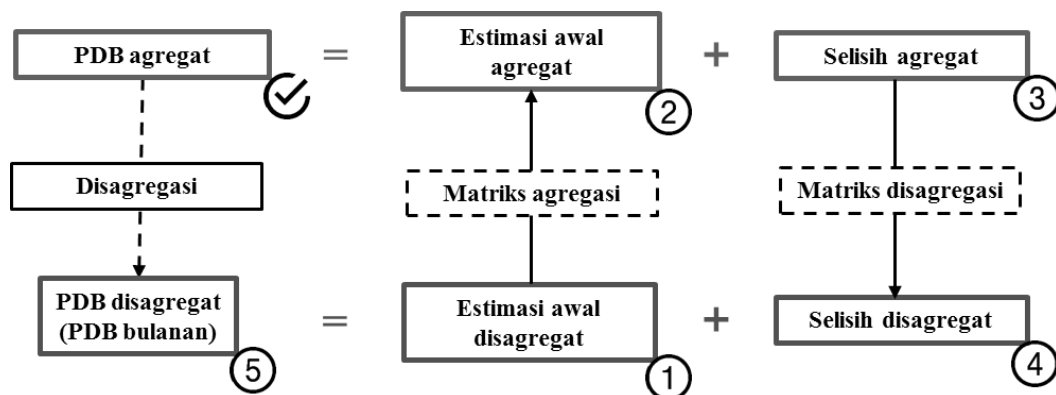 PDB agregat
=
Estimasi awal
agregat
+
Selisih agregat
2
3
Disagregasi
Matriks agregasi
Matriks disagregasi
PDB disagregat
(PDB bulanan)
=
Estimasi awal
disagregat
+
Selisih disagregat
5
1
4